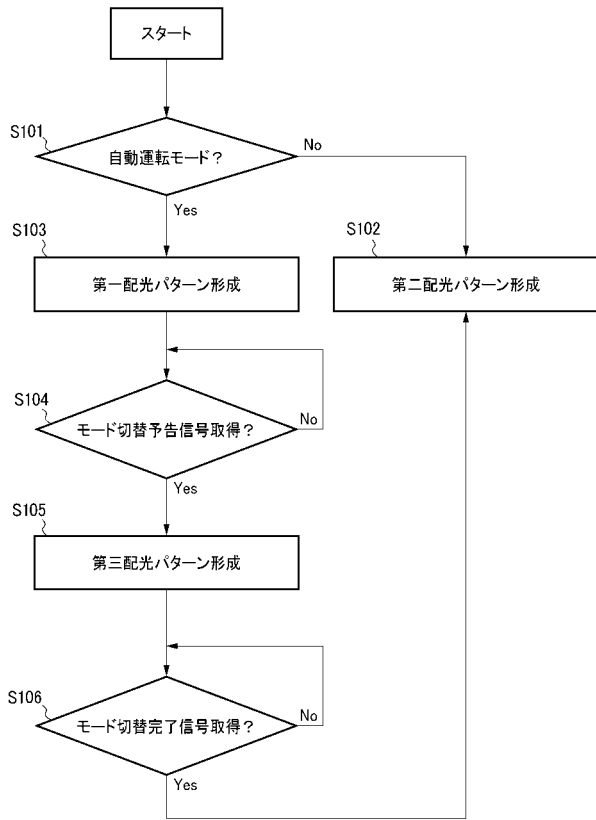 スタート
S101
自動運転モード？
No
Yes
S103
第一配光パターン形成
S102
第二配光パターン形成
S104
モード切替予告信号取得？
No
Yes
S105
第三配光パターン形成
S106
モード切替完了信号取得？
No
Yes